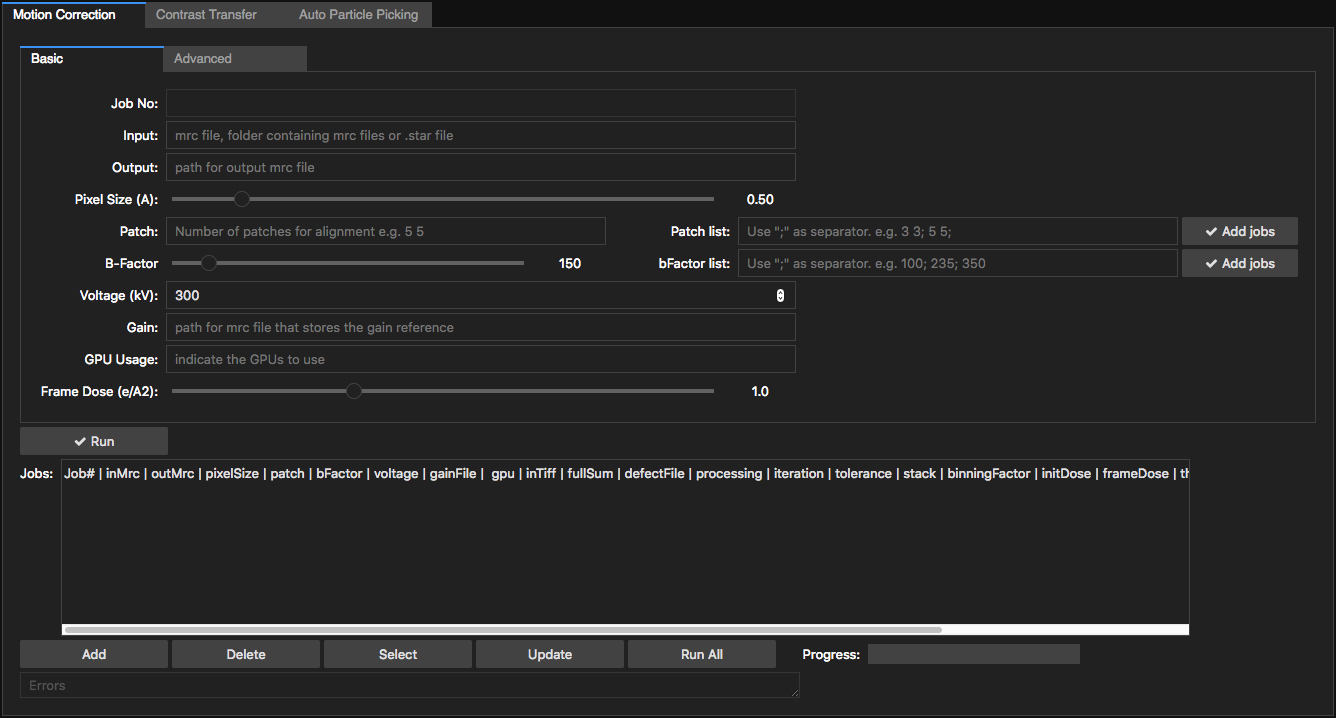 Motion Correction Contrast Transfer Auto Particle Picking
Basic Advanced
Job No:
Input: mrc file, folder containing mrc files or .star file
Output: path for output mrc file
Pixel Size (A): 0.50
Patch: Number of patches for alignment e.g. 5 5 Patch list: Use ";" as separator. e.g. 3 3; 5 5; Add jobs
B-Factor 150 bFactor list: Use ";" as separator. e.g. 100; 235; 350 Add jobs
Voltage (kV): 300
Gain: path for mrc file that stores the gain reference
GPU Usage: indicate the GPUs to use
Frame Dose (e/A2): 1.0
Run
Jobs: Job# | inMrc | outMrc | pixelSize | patch | bFactor | voltage | gainFile | gpu | inTiff | fullSum | defectFile | processing | iteration | tolerance | stack | binningFactor | initDose | frameDose |
Add Delete Select Update Run All Progress:
Errors